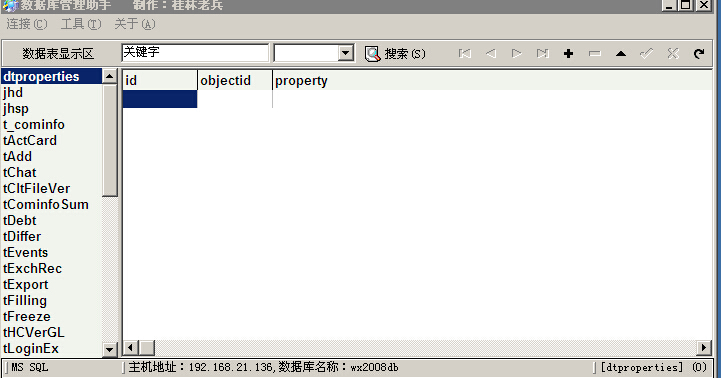 数据库管理助手 制作：桂林老兵
连接(C) 工具(T) 关于(A)
数据表显示区 关键字 搜索(S)
dtproperties
jhd
jhsp
t_cominfo
tActCard
tAdd
tChat
tCltFileVer
tCominfoSum
tDebt
tDiffer
tEvents
tExchRec
tExport
tFilling
tFreeze
tHCVerGL
tLoginEx
id objectid property
MS SQL 主机地址：192.168.21.136,数据库名称：wx2008db [dtproperties] (0)